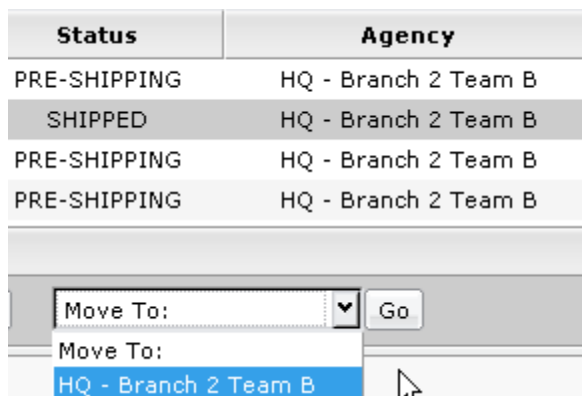 Status Agency
PRE-SHIPPING HQ - Branch 2 Team B
SHIPPED HQ - Branch 2 Team B
PRE-SHIPPING HQ - Branch 2 Team B
PRE-SHIPPING HQ - Branch 2 Team B
Move To: Go
Move To:
HQ - Branch 2 Team B